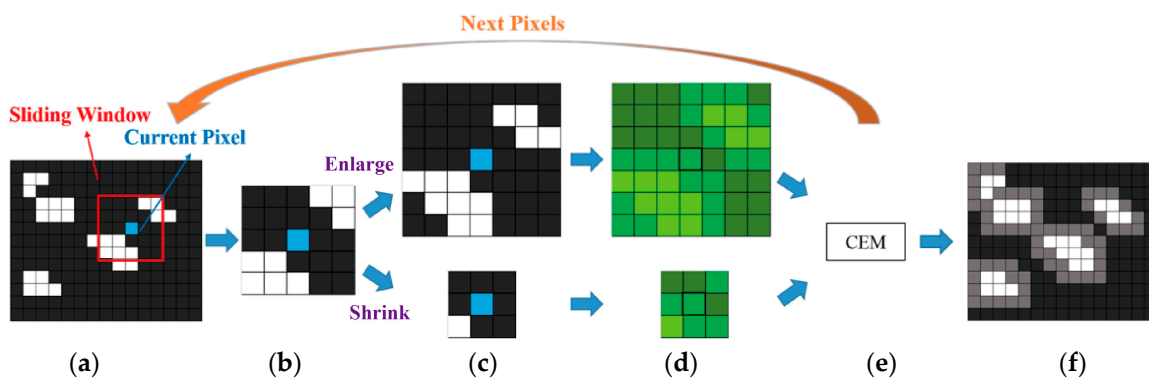 Next Pixels
Sliding Window
Current Pixel
Enlarge
Shrink
CEM
(a)
(b)
(c)
(d)
(e)
(f)